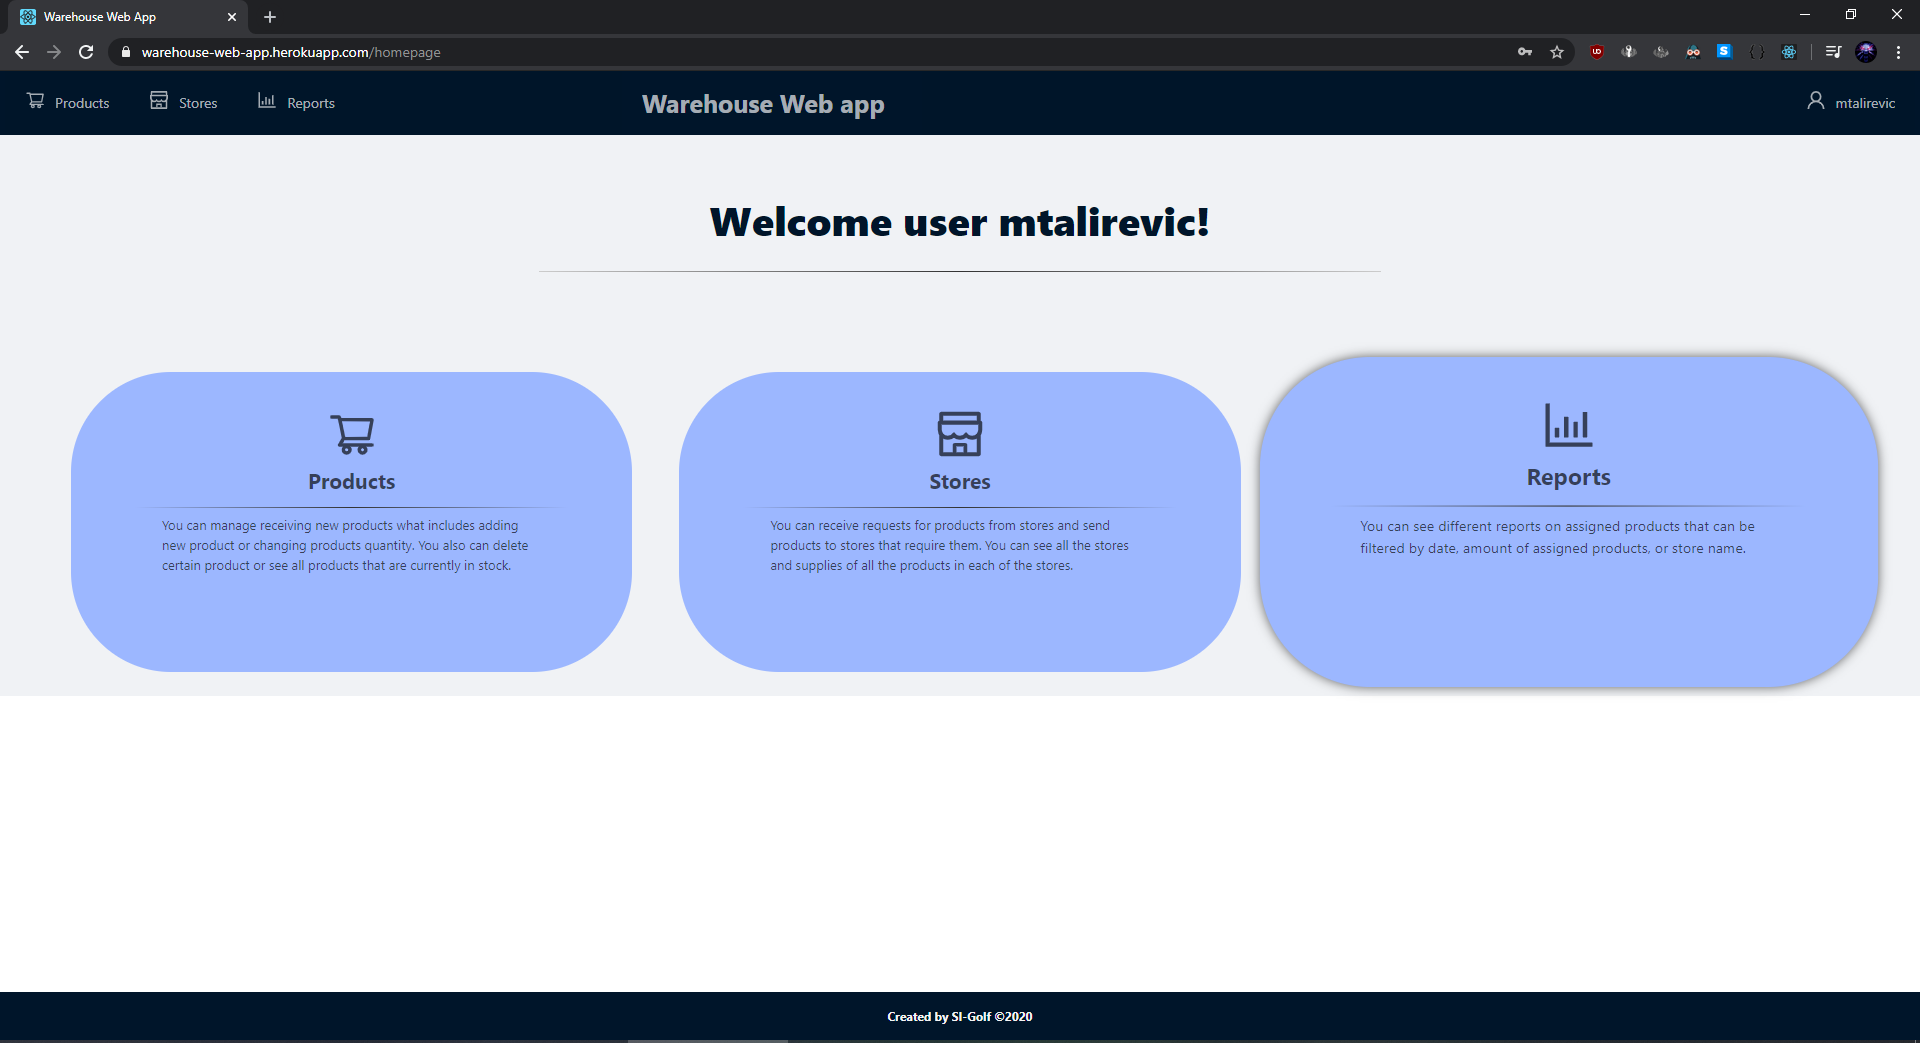 Warehouse Web App
warehouse-web-app.herokuapp.com/homepage
Products
Stores
Reports
Warehouse Web app
mtalirevic
Welcome user mtalirevic!
Products
You can manage receiving new products what includes adding
new product or changing products quantity. You also can delete
certain product or see all products that are currently in stock.
Stores
You can receive requests for products from stores and send
products to stores that require them. You can see all the stores
and supplies of all the products in each of the stores.
Reports
You can see different reports on assigned products that can be
filtered by date, amount of assigned products, or store name.
Created by SI-Golf ©2020